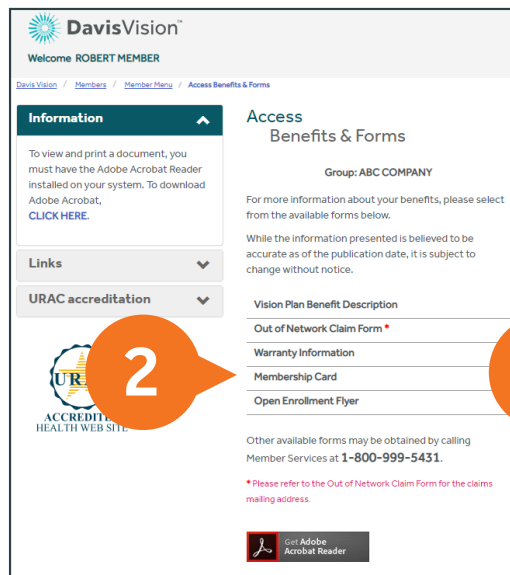 DavisVision™
Welcome ROBERT MEMBER
Davis Vision / Members / Member Menu / Access Benefits & Forms
Information
To view and print a document, you
must have the Adobe Acrobat Reader
installed on your system. To download
Adobe Acrobat,
CLICK HERE.
Links
URAC accreditation
ACCREDITE
HEALTH WEB SITE
2
Access
Benefits & Forms
Group: ABC COMPANY
For more information about your benefits, please select
from the available forms below.
While the information presented is believed to be
accurate as of the publication date, it is subject to
change without notice.
Vision Plan Benefit Description
Out of Network Claim Form *
Warranty Information
Membership Card
Open Enrollment Flyer
Other available forms may be obtained by calling
Member Services at 1-800-999-5431.
* Please refer to the Out of Network Claim Form for the claims
mailing address.
Get Adobe
Acrobat Reader